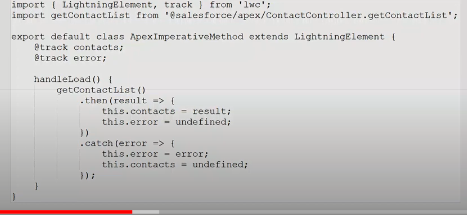 import { LightningElement, track } from 'lwc';
import getContactList from '@salesforce/apex/ContactController.getContactList';
export default class ApexImperativeMethod extends LightningElement {
@track contacts;
@track error;
handleLoad() {
getContactList()
.then(result => {
this.contacts = result;
this.error = undefined;
})
.catch(error => {
this.error = error;
this.contacts = undefined;
});
}
}